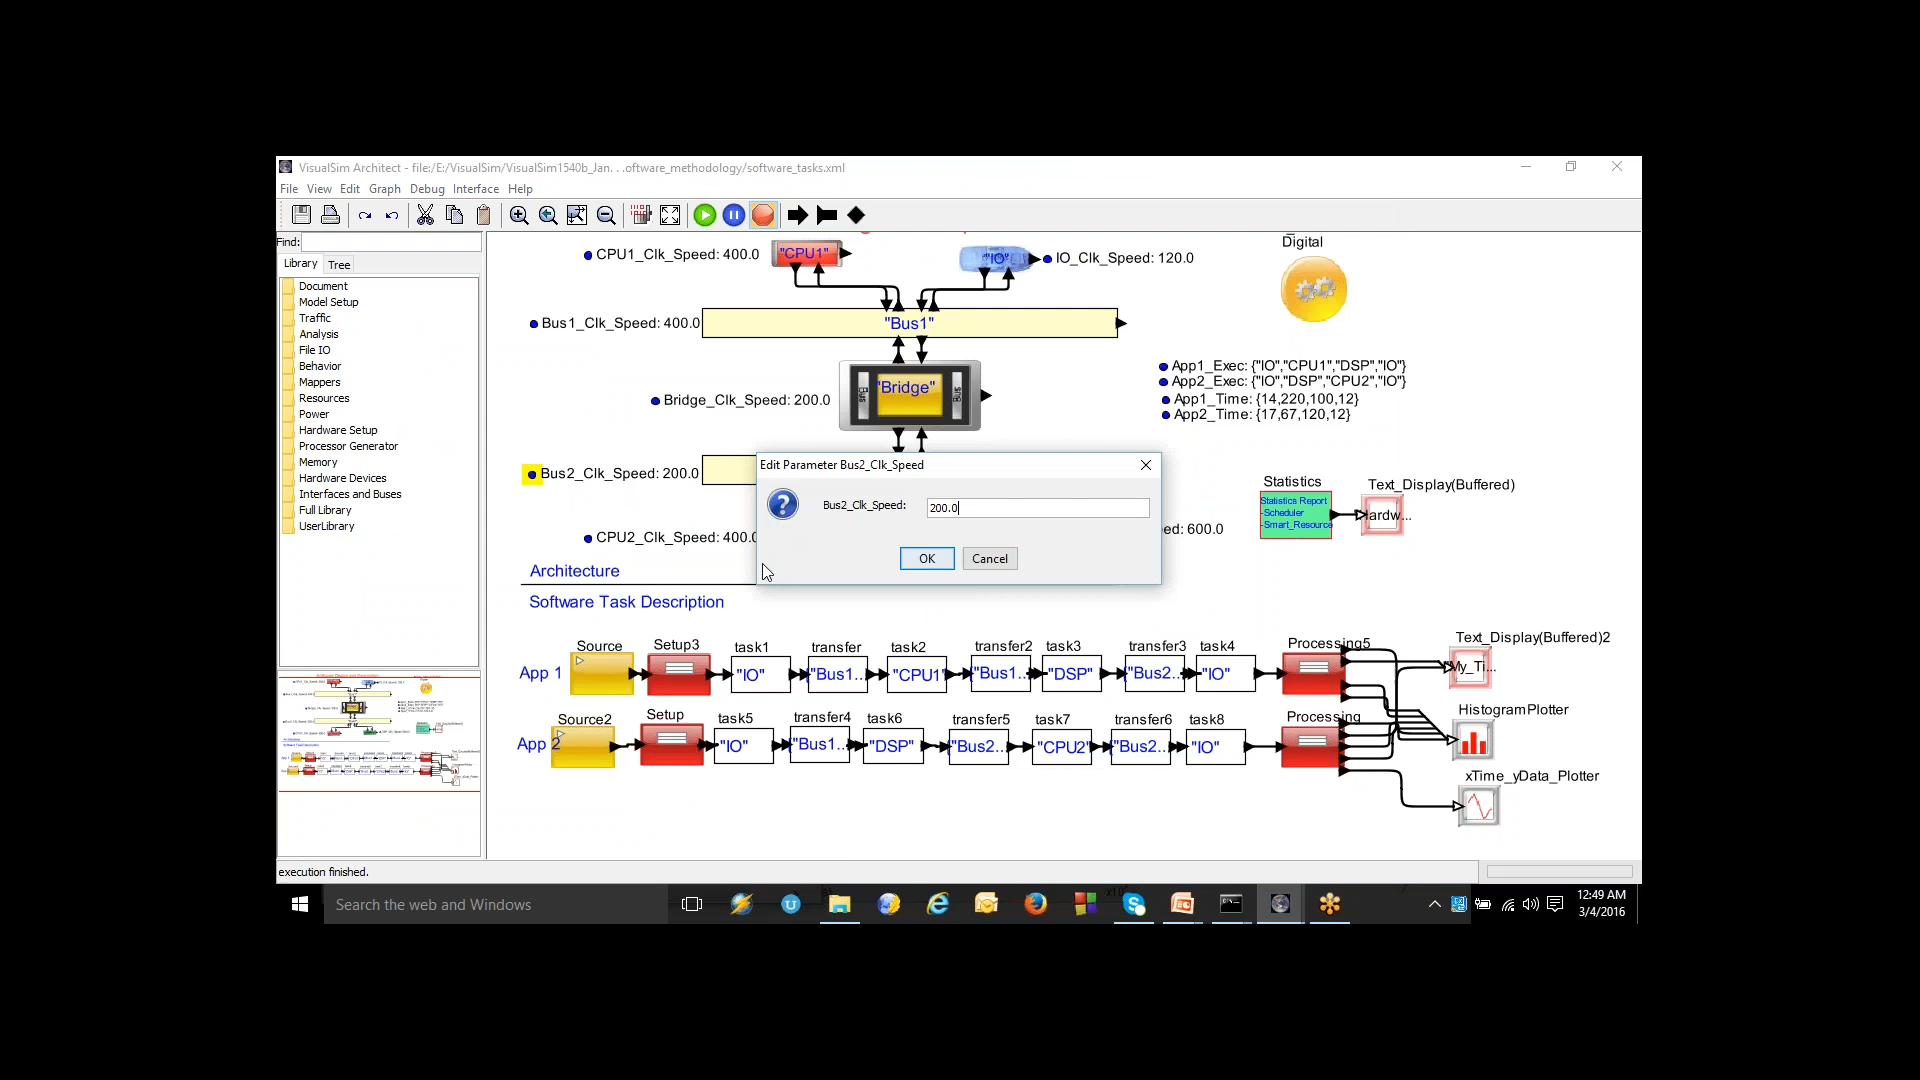 VisualSim Architect - file:/E:/VisualSim/VisualSim1540b_Jan. . .oftware_methodology/software_tasks.xml
File View Edit Graph Debug Interface Help
Find:
Library Tree
Document
Model Setup
Traffic
Analysis
File IO
Behavior
Mappers
Resources
Power
Hardware Setup
Processor Generator
Memory
Hardware Devices
Interfaces and Buses
Full Library
UserLibrary
Digital
CPU1_Clk_Speed: 400.0 "CPU1" "IO" IO_Clk_Speed: 120.0
Bus1_Clk_Speed: 400.0 "Bus1"
Bridge_Clk_Speed: 200.0 Bus "Bridge" Bus
App1_Exec: {"IO","CPU1","DSP","IO"}
App2_Exec: {"IO","DSP","CPU2","IO"}
App1_Time: {14,220,100,12}
App2_Time: {17,67,120,12}
Bus2_Clk_Speed: 200.0
Edit Parameter Bus2_Clk_Speed
Bus2_Clk_Speed: 200.0
OK Cancel
CPU2_Clk_Speed: 400.0
ed: 600.0
Statistics Text_Display(Buffered)
Statistics Report
-Scheduler
-Smart_Resource
ardw...
Architecture
Software Task Description
Source Setup3 task1 transfer task2 transfer2 task3 transfer3 task4 Processing5 Text_Display(Buffered)2
App 1 "IO" "Bus1... "CPU1" "Bus1... "DSP" "Bus2... "IO" "My_Ti...
Source2 Setup task5 transfer4 task6 transfer5 task7 transfer6 task8 Processing HistogramPlotter
App 2 "IO" "Bus1... "DSP" "Bus2... "CPU2" "Bus2... "IO"
xTime_yData_Plotter
execution finished.
Search the web and Windows
12:49 AM
3/4/2016